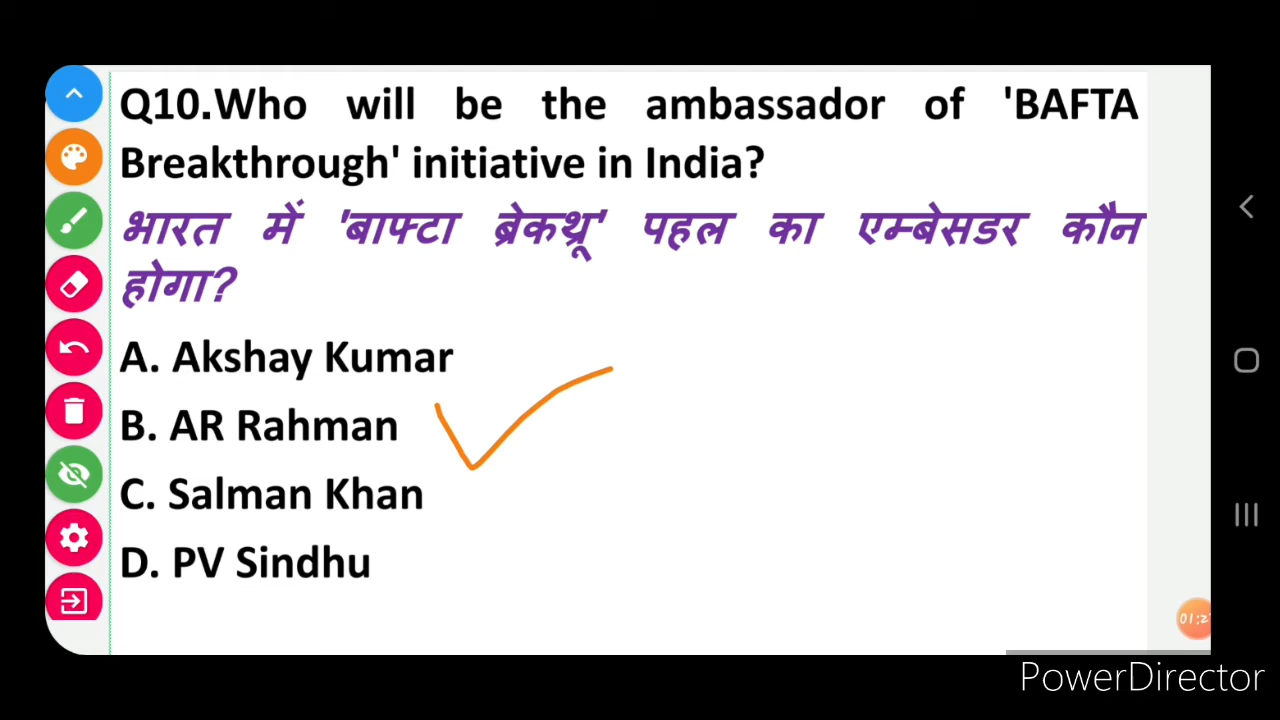 Q10.Who will be the ambassador of 'BAFTA
Breakthrough' initiative in India?
भारत में 'बाफ्टा ब्रेकथ्रू' पहल का एम्बेसडर कौन
होगा?
A. Akshay Kumar
B. AR Rahman
C. Salman Khan
D. PV Sindhu
PowerDirector